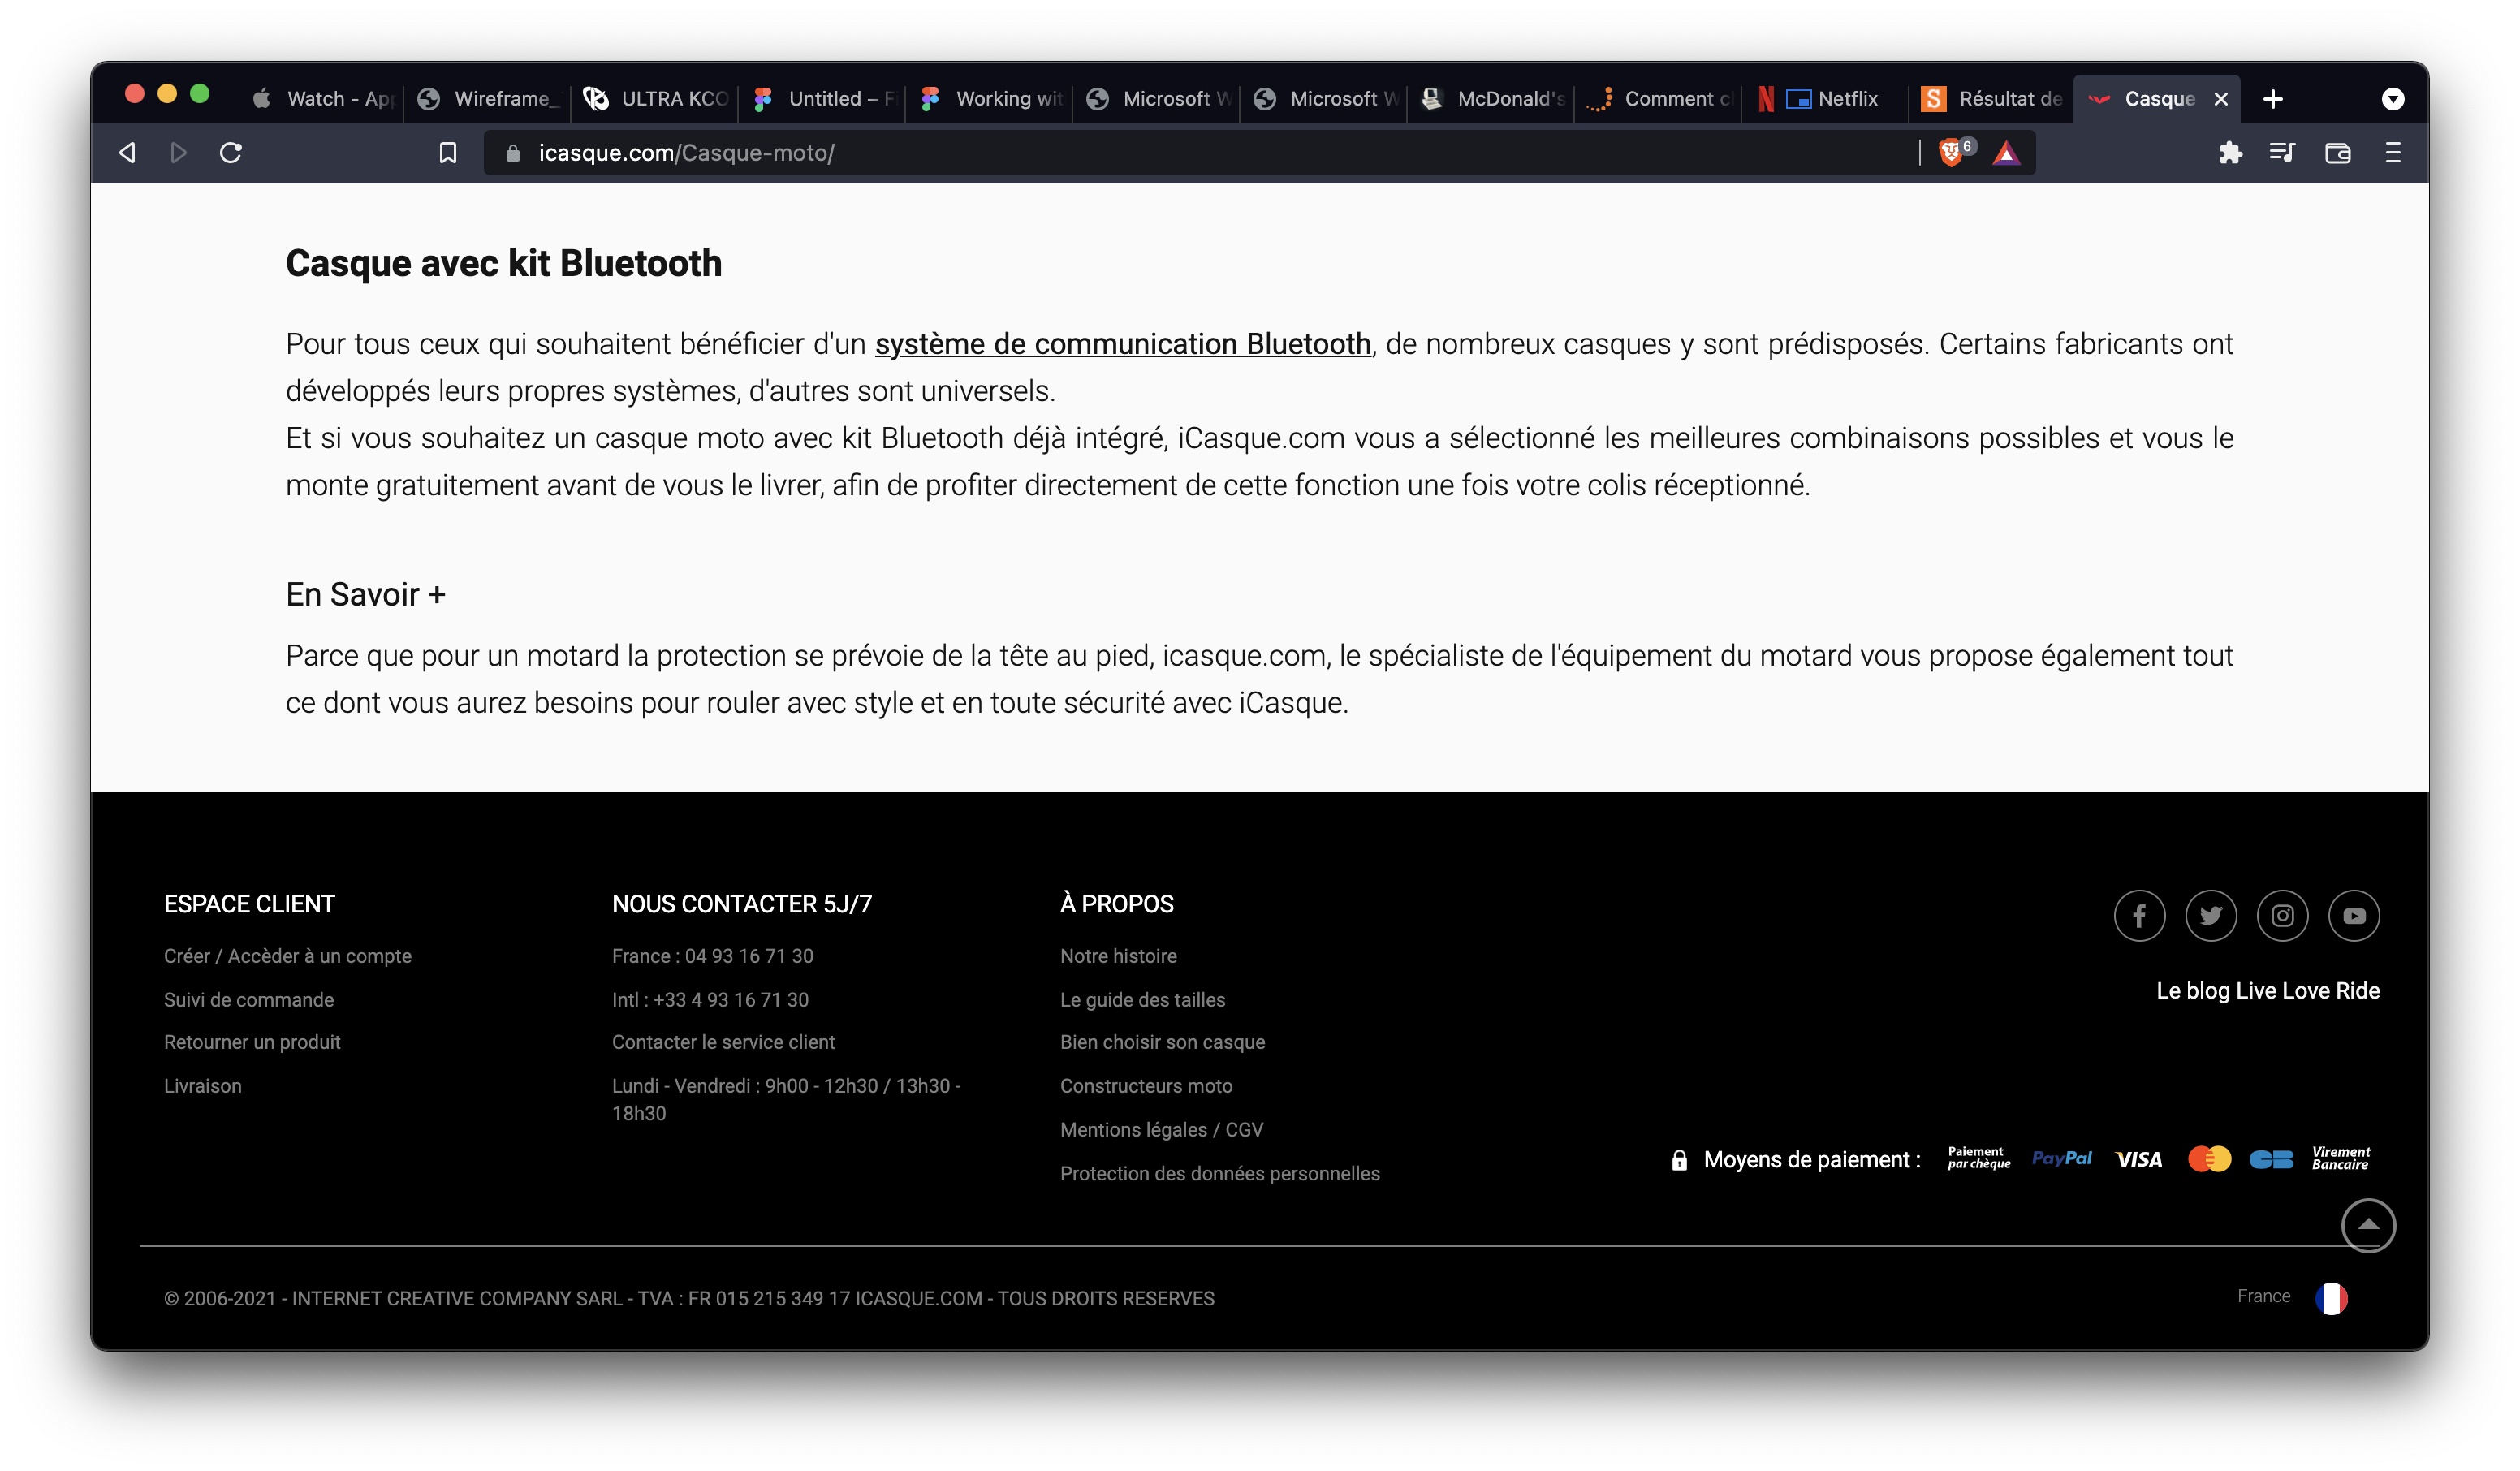 Watch - App
Wireframe_
ULTRA KCO
Untitled – F
Working wit
Microsoft W
Microsoft W
McDonald's
Comment c
Netflix
Résultat de
Casque
icasque.com/Casque-moto/
6
Casque avec kit Bluetooth
Pour tous ceux qui souhaitent bénéficier d'un système de communication Bluetooth, de nombreux casques y sont prédisposés. Certains fabricants ont
développés leurs propres systèmes, d'autres sont universels.
Et si vous souhaitez un casque moto avec kit Bluetooth déjà intégré, iCasque.com vous a sélectionné les meilleures combinaisons possibles et vous le
monte gratuitement avant de vous le livrer, afin de profiter directement de cette fonction une fois votre colis réceptionné.
En Savoir +
Parce que pour un motard la protection se prévoie de la tête au pied, icasque.com, le spécialiste de l'équipement du motard vous propose également tout
ce dont vous aurez besoins pour rouler avec style et en toute sécurité avec iCasque.
ESPACE CLIENT
Créer / Accèder à un compte
Suivi de commande
Retourner un produit
Livraison
NOUS CONTACTER 5J/7
France : 04 93 16 71 30
Intl : +33 4 93 16 71 30
Contacter le service client
Lundi - Vendredi : 9h00 - 12h30 / 13h30 -
18h30
À PROPOS
Notre histoire
Le guide des tailles
Bien choisir son casque
Constructeurs moto
Mentions légales / CGV
Protection des données personnelles
Le blog Live Love Ride
Moyens de paiement :
Paiement
par chèque
PayPal
VISA
CB
Virement
Bancaire
© 2006-2021 - INTERNET CREATIVE COMPANY SARL - TVA : FR 015 215 349 17 ICASQUE.COM - TOUS DROITS RESERVES
France